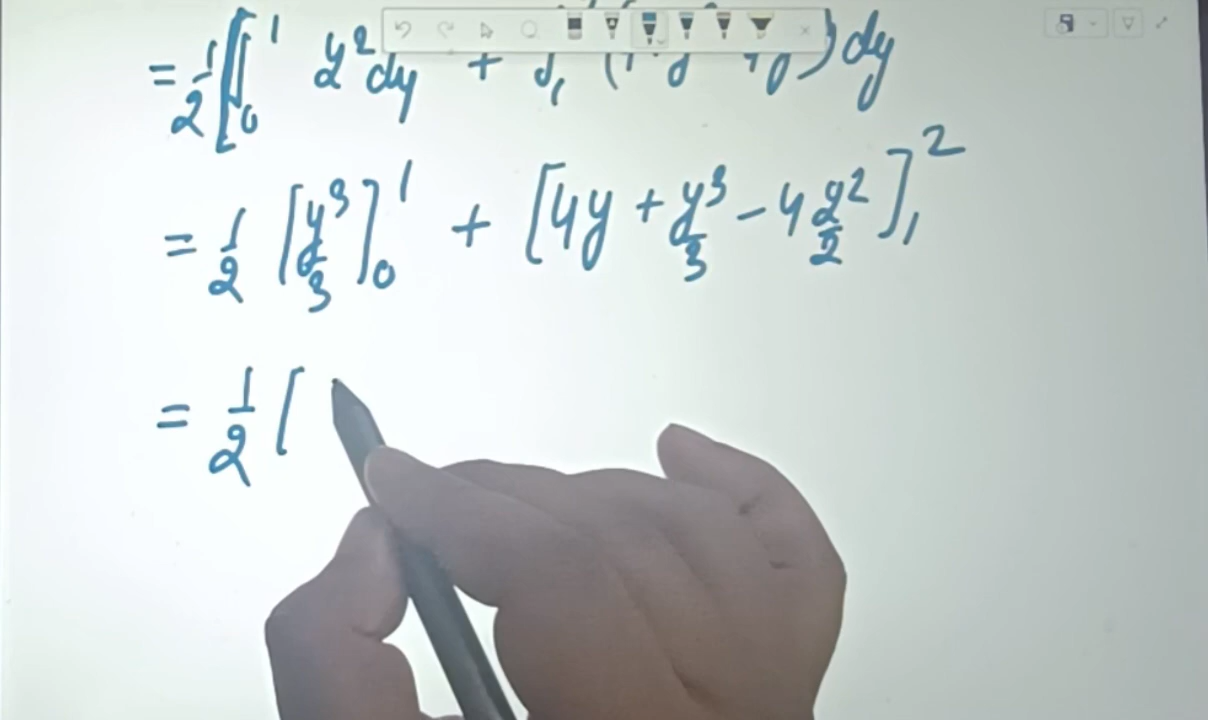 = 1/2 [∫₀¹ y² dy + ∫₁ ( ) dy
= 1/2 [y³/3]₀¹ + [4y + y³/3 - 4 y²/2]₁²
= 1/2 [